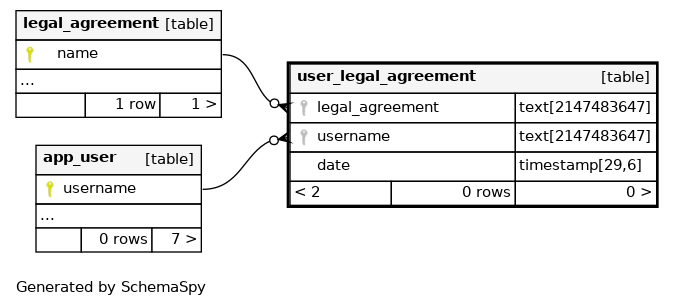 legal_agreement [table]
name
...
1 row 1 >
app_user [table]
username
...
0 rows 7 >
user_legal_agreement [table]
legal_agreement text[2147483647]
username text[2147483647]
date timestamp[29,6]
< 2 0 rows 0 >
Generated by SchemaSpy